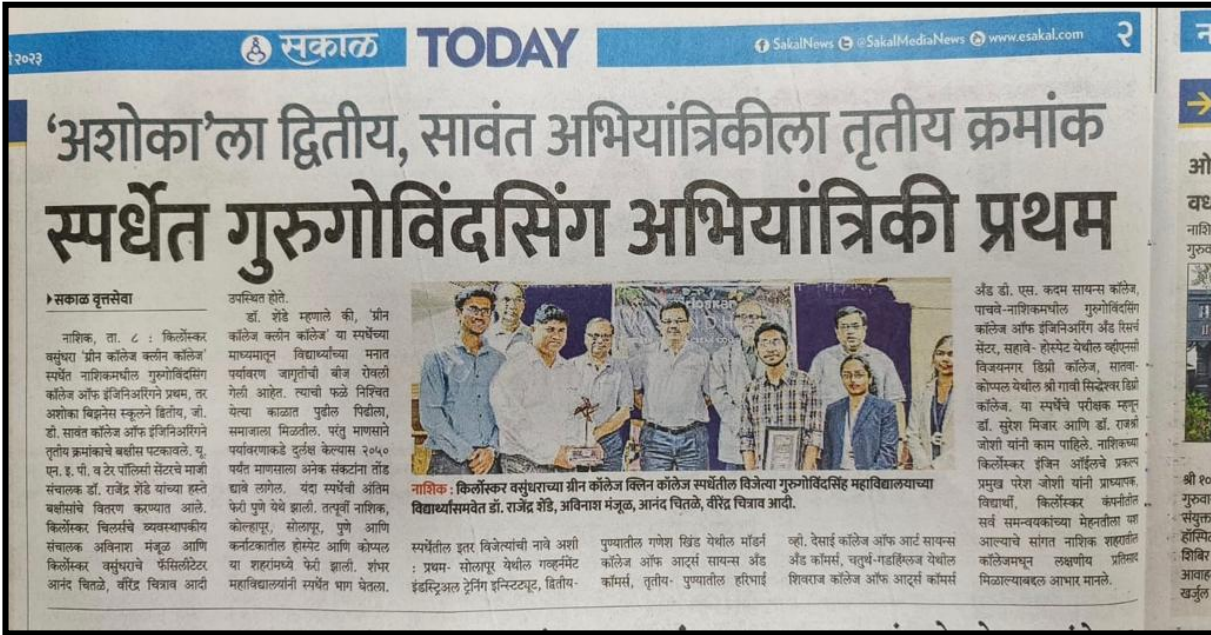 २०२३
सकाळ TODAY
SakalNews @SakalMediaNews www.esakal.com २
‘अशोका’ला द्वितीय, सावंत अभियांत्रिकीला तृतीय क्रमांक
स्पर्धेत गुरुगोविंदसिंग अभियांत्रिकी प्रथम
सकाळ वृत्तसेवा
नाशिक, ता. ८ : किर्लोस्कर
वसुंधरा ‘ग्रीन कॉलेज क्लीन कॉलेज’
स्पर्धेत नाशिकमधील गुरुगोविंदसिंग
कॉलेज ऑफ इंजिनिअरिंगने प्रथम, तर
अशोका बिझनेस स्कूलने द्वितीय, जी.
डी. सावंत कॉलेज ऑफ इंजिनिअरिंगने
तृतीय क्रमांकाचे बक्षीस पटकावले. यू.
एन. इ. पी. व टेर पॉलिसी सेंटरचे माजी
संचालक डॉ. राजेंद्र शेंडे यांच्या हस्ते
बक्षीसांचे वितरण करण्यात आले.
किर्लोस्कर चिलर्सचे व्यवस्थापकीय
संचालक अविनाश मंजूळ आणि
किर्लोस्कर वसुंधराचे फॅसिलीटेटर
आनंद चितळे, वीरेंद्र चित्राव आदी
उपस्थित होते.
डॉ. शेंडे म्हणाले की, ‘ग्रीन
कॉलेज क्लीन कॉलेज’ या स्पर्धेच्या
माध्यमातून विद्यार्थ्यांच्या मनात
पर्यावरण जागृतीची बीज रोवली
गेली आहेत. त्याची फळे निश्चित
येत्या काळात पुढील पिढीला,
समाजाला मिळतील. परंतु माणसाने
पर्यावरणाकडे दुर्लक्ष केल्यास २०५०
पर्यंत माणसाला अनेक संकटांना तोंड
द्यावे लागेल. यंदा स्पर्धेची अंतिम
फेरी पुणे येथे झाली. तत्पूर्वी नाशिक,
कोल्हापूर, सोलापूर, पुणे आणि
कर्नाटकातील होस्पेट आणि कोप्पल
या शहरांमध्ये फेरी झाली. शंभर
महाविद्यालयांनी स्पर्धेत भाग घेतला.
नाशिक : किर्लोस्कर वसुंधराच्या ग्रीन कॉलेज क्लिन कॉलेज स्पर्धेतील विजेत्या गुरुगोविंदसिंह महाविद्यालयाच्या
विद्यार्थ्यांसमवेत डॉ. राजेंद्र शेंडे, अविनाश मंजूळ, आनंद चितळे, वीरेंद्र चित्राव आदी.
स्पर्धेतील इतर विजेत्यांची नावे अशी
: प्रथम- सोलापूर येथील गव्हर्नमेंट
इंडस्ट्रिअल ट्रेनिंग इन्स्टिट्यूट, द्वितीय-
पुण्यातील गणेश खिंड येथील मॉडर्न
कॉलेज ऑफ आर्ट्स सायन्स अँड
कॉमर्स, तृतीय- पुण्यातील हरिभाई
व्ही. देसाई कॉलेज ऑफ आर्ट सायन्स
अँड कॉमर्स, चतुर्थ-गडहिंग्लज येथील
शिवराज कॉलेज ऑफ आर्ट्स कॉमर्स
अँड डी. एस. कदम सायन्स कॉलेज,
पाचवे-नाशिकमधील गुरुगोविंदसिंग
कॉलेज ऑफ इंजिनिअरिंग अँड रिसर्च
सेंटर, सहावे- होस्पेट येथील व्हीएनसी
विजयनगर डिग्री कॉलेज, सातवा-
कोप्पल येथील श्री गावी सिद्धेश्वर डिग्री
कॉलेज. या स्पर्धेचे परीक्षक म्हणून
डॉ. सुरेश मिजार आणि डॉ. राजश्री
जोशी यांनी काम पाहिले. नाशिकच्या
किर्लोस्कर इंजिन ऑईलचे प्रकल्प
प्रमुख परेश जोशी यांनी प्राध्यापक,
विद्यार्थी, किर्लोस्कर कंपनीतील
सर्व समन्वयकांच्या मेहनतीला यश
आल्याचे सांगत नाशिक शहरातील
कॉलेजमधून लक्षणीय प्रतिसाद
मिळाल्याबद्दल आभार मानले.
श्री १०
गुरुवार
संयुक्त
शिबिर